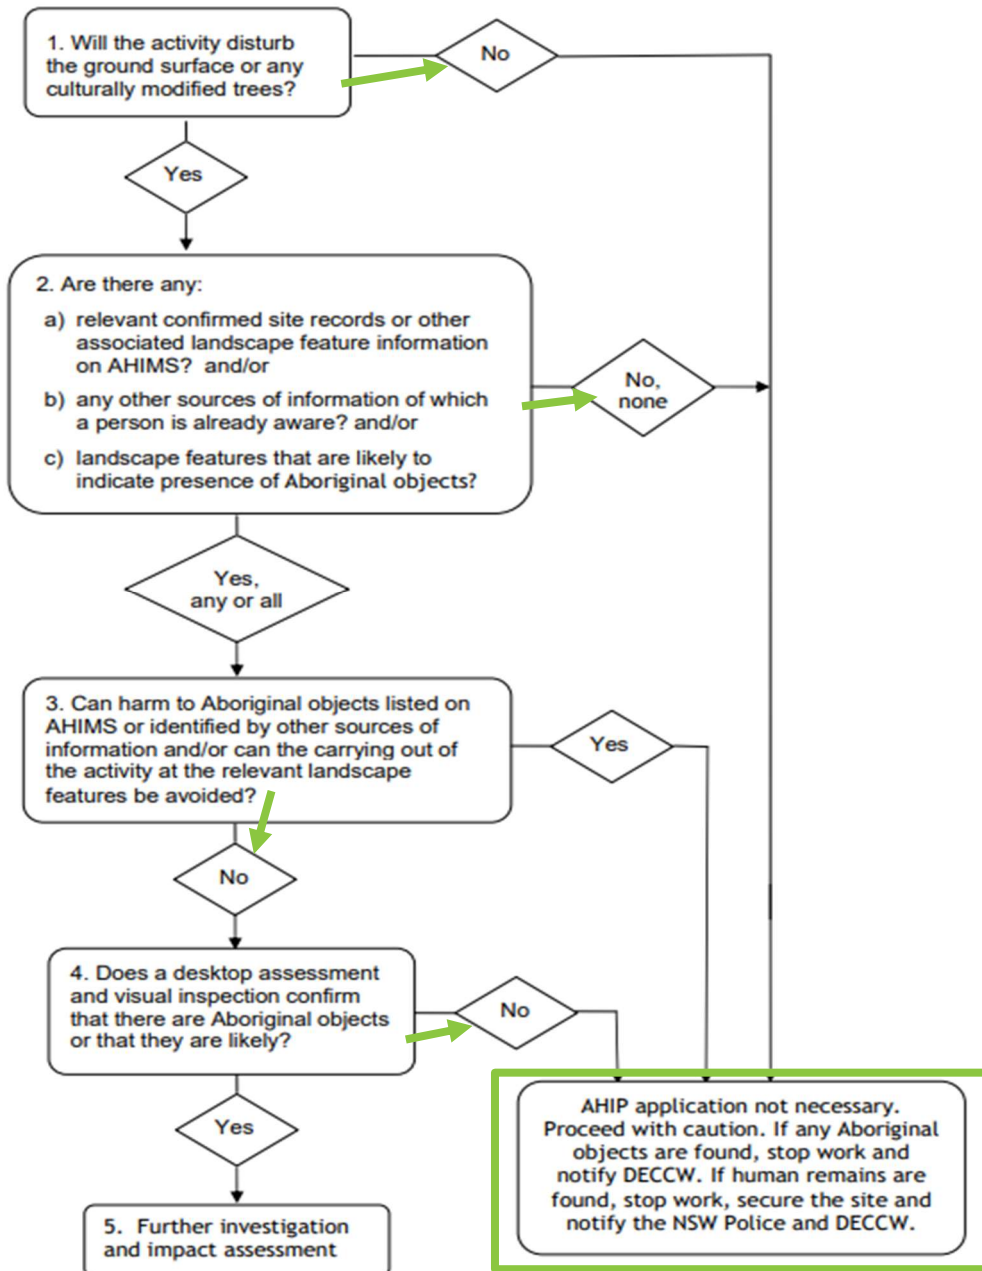 1. Will the activity disturb
the ground surface or any
culturally modified trees?
No
Yes
2. Are there any:
a) relevant confirmed site records or other
associated landscape feature information
on AHIMS? and/or
b) any other sources of information of which
a person is already aware? and/or
c) landscape features that are likely to
indicate presence of Aboriginal objects?
No,
none
Yes,
any or all
3. Can harm to Aboriginal objects listed on
AHIMS or identified by other sources of
information and/or can the carrying out of
the activity at the relevant landscape
features be avoided?
Yes
No
4. Does a desktop assessment
and visual inspection confirm
that there are Aboriginal objects
or that they are likely?
No
Yes
AHIP application not necessary.
Proceed with caution. If any Aboriginal
objects are found, stop work and
notify DECCW. If human remains are
found, stop work, secure the site and
notify the NSW Police and DECCW.
5. Further investigation
and impact assessment